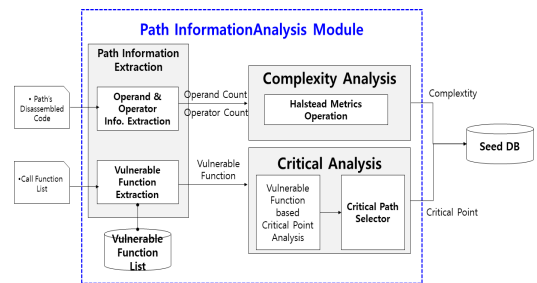 Path InformationAnalysis Module
Path Information
Extraction
• Path's
Disassembled
Code
Operand &
Operator
Info. Extraction
Operand Count
Operator Count
Complexity Analysis
Halstead Metrics
Operation
Complextity
•Call Function
List
Vulnerable
Function
Extraction
Vulnerable
Function
Critical Analysis
Vulnerable
Function
based
Critical Point
Analysis
Critical Path
Selector
Critical Point
Seed DB
Vulnerable
Function
List